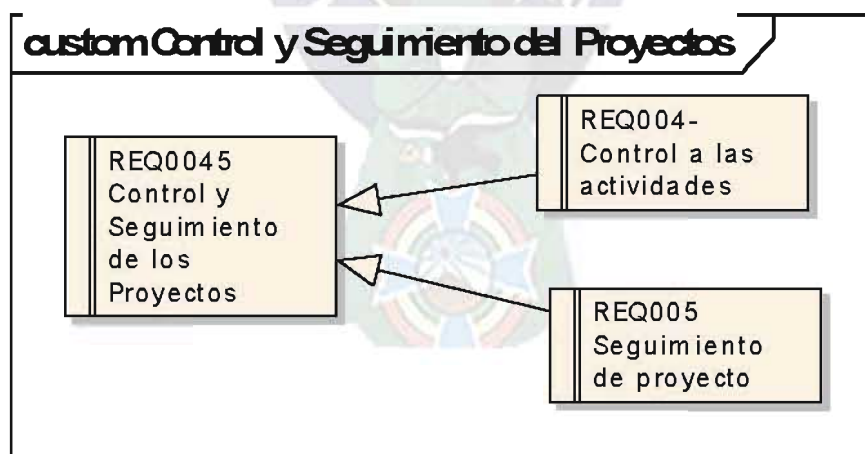 custom Control y Seguimiento del Proyectos
REQ0045
Control y
Seguimiento
de los
Proyectos
REQ004-
Control a las
actividades
REQ005
Seguimiento
de proyecto